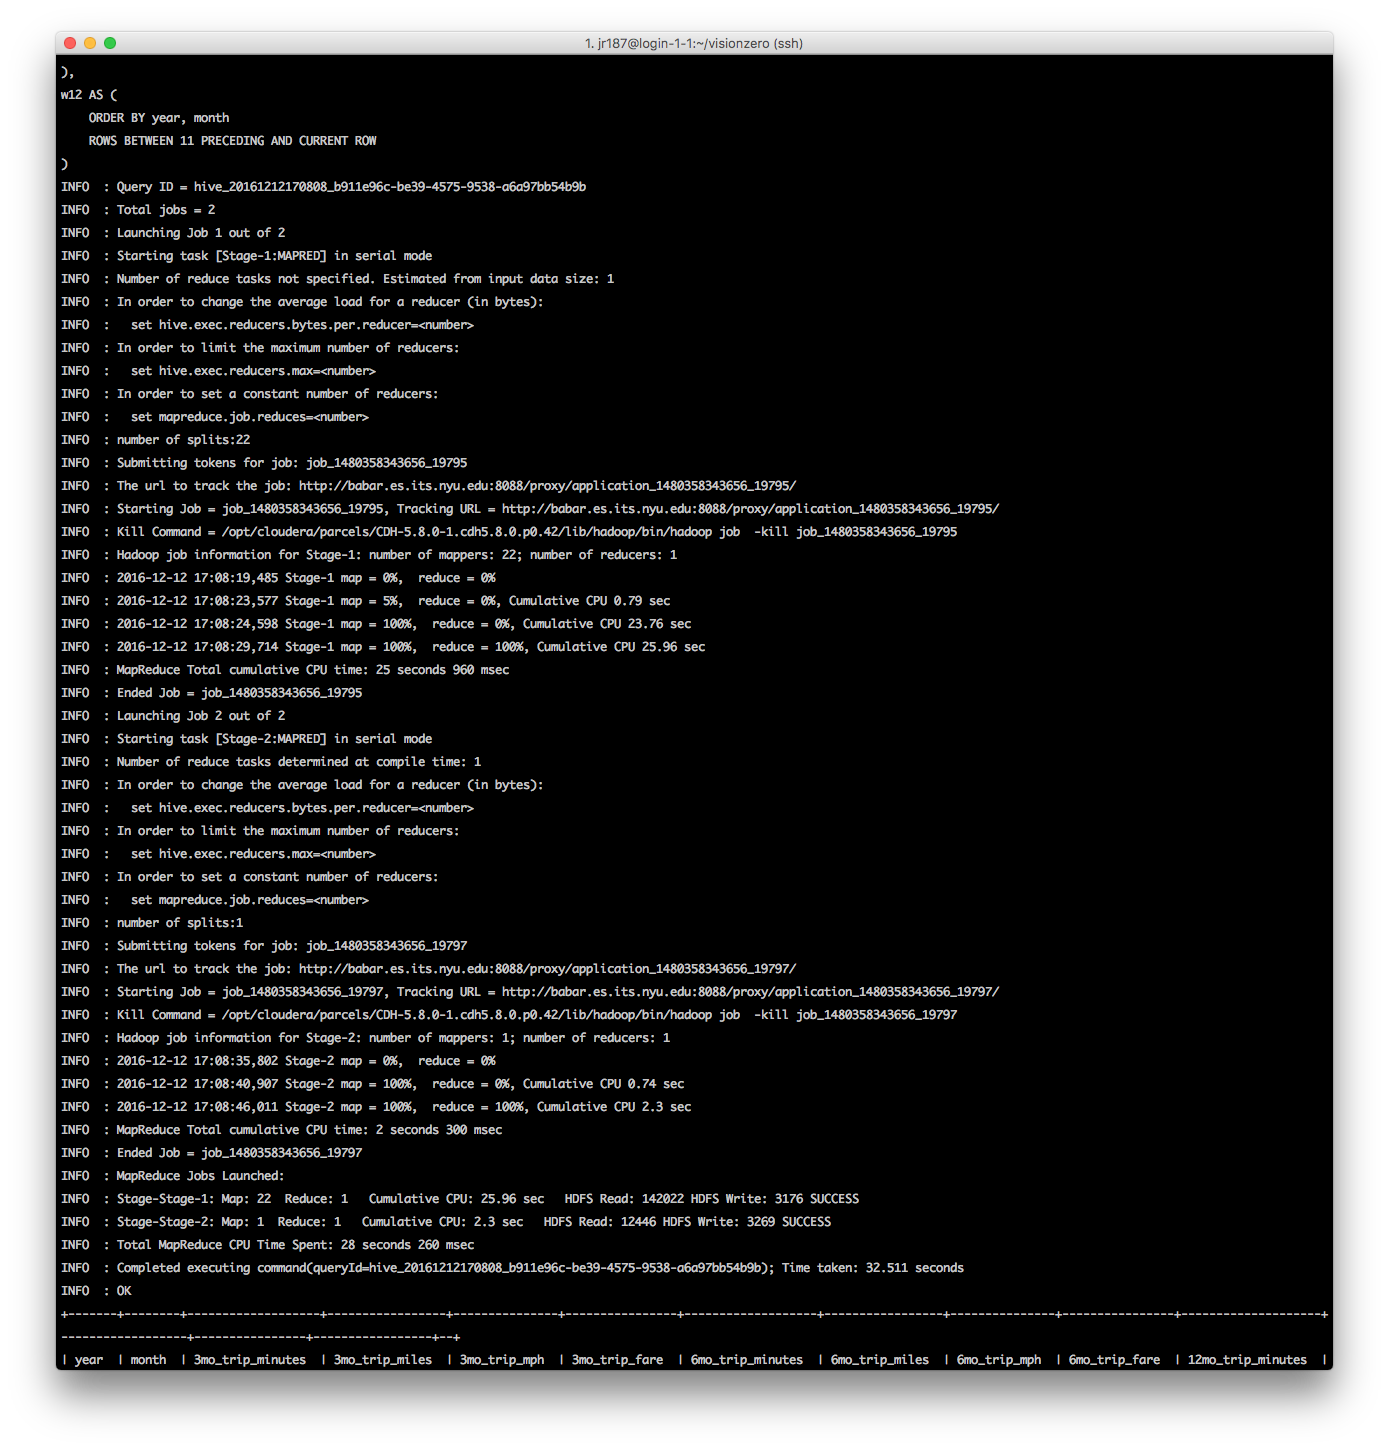 1. jr187@login-1-1:~/visionzero (ssh)
),
w12 AS (
    ORDER BY year, month
    ROWS BETWEEN 11 PRECEDING AND CURRENT ROW
)
INFO  : Query ID = hive_20161212170808_b911e96c-be39-4575-9538-a6a97bb54b9b
INFO  : Total jobs = 2
INFO  : Launching Job 1 out of 2
INFO  : Starting task [Stage-1:MAPRED] in serial mode
INFO  : Number of reduce tasks not specified. Estimated from input data size: 1
INFO  : In order to change the average load for a reducer (in bytes):
INFO  :   set hive.exec.reducers.bytes.per.reducer=<number>
INFO  : In order to limit the maximum number of reducers:
INFO  :   set hive.exec.reducers.max=<number>
INFO  : In order to set a constant number of reducers:
INFO  :   set mapreduce.job.reduces=<number>
INFO  : number of splits:22
INFO  : Submitting tokens for job: job_1480358343656_19795
INFO  : The url to track the job: http://babar.es.its.nyu.edu:8088/proxy/application_1480358343656_19795/
INFO  : Starting Job = job_1480358343656_19795, Tracking URL = http://babar.es.its.nyu.edu:8088/proxy/application_1480358343656_19795/
INFO  : Kill Command = /opt/cloudera/parcels/CDH-5.8.0-1.cdh5.8.0.p0.42/lib/hadoop/bin/hadoop job  -kill job_1480358343656_19795
INFO  : Hadoop job information for Stage-1: number of mappers: 22; number of reducers: 1
INFO  : 2016-12-12 17:08:19,485 Stage-1 map = 0%,  reduce = 0%
INFO  : 2016-12-12 17:08:23,577 Stage-1 map = 5%,  reduce = 0%, Cumulative CPU 0.79 sec
INFO  : 2016-12-12 17:08:24,598 Stage-1 map = 100%,  reduce = 0%, Cumulative CPU 23.76 sec
INFO  : 2016-12-12 17:08:29,714 Stage-1 map = 100%,  reduce = 100%, Cumulative CPU 25.96 sec
INFO  : MapReduce Total cumulative CPU time: 25 seconds 960 msec
INFO  : Ended Job = job_1480358343656_19795
INFO  : Launching Job 2 out of 2
INFO  : Starting task [Stage-2:MAPRED] in serial mode
INFO  : Number of reduce tasks determined at compile time: 1
INFO  : In order to change the average load for a reducer (in bytes):
INFO  :   set hive.exec.reducers.bytes.per.reducer=<number>
INFO  : In order to limit the maximum number of reducers:
INFO  :   set hive.exec.reducers.max=<number>
INFO  : In order to set a constant number of reducers:
INFO  :   set mapreduce.job.reduces=<number>
INFO  : number of splits:1
INFO  : Submitting tokens for job: job_1480358343656_19797
INFO  : The url to track the job: http://babar.es.its.nyu.edu:8088/proxy/application_1480358343656_19797/
INFO  : Starting Job = job_1480358343656_19797, Tracking URL = http://babar.es.its.nyu.edu:8088/proxy/application_1480358343656_19797/
INFO  : Kill Command = /opt/cloudera/parcels/CDH-5.8.0-1.cdh5.8.0.p0.42/lib/hadoop/bin/hadoop job  -kill job_1480358343656_19797
INFO  : Hadoop job information for Stage-2: number of mappers: 1; number of reducers: 1
INFO  : 2016-12-12 17:08:35,802 Stage-2 map = 0%,  reduce = 0%
INFO  : 2016-12-12 17:08:40,907 Stage-2 map = 100%,  reduce = 0%, Cumulative CPU 0.74 sec
INFO  : 2016-12-12 17:08:46,011 Stage-2 map = 100%,  reduce = 100%, Cumulative CPU 2.3 sec
INFO  : MapReduce Total cumulative CPU time: 2 seconds 300 msec
INFO  : Ended Job = job_1480358343656_19797
INFO  : MapReduce Jobs Launched:
INFO  : Stage-Stage-1: Map: 22  Reduce: 1   Cumulative CPU: 25.96 sec   HDFS Read: 142022 HDFS Write: 3176 SUCCESS
INFO  : Stage-Stage-2: Map: 1  Reduce: 1   Cumulative CPU: 2.3 sec   HDFS Read: 12446 HDFS Write: 3269 SUCCESS
INFO  : Total MapReduce CPU Time Spent: 28 seconds 260 msec
INFO  : Completed executing command(queryId=hive_20161212170808_b911e96c-be39-4575-9538-a6a97bb54b9b); Time taken: 32.511 seconds
INFO  : OK
+-------+--------+-------------------+----------------+---------------+----------------+-------------------+-----------------+---------------+----------------+--------------------+
------------------+----------------+-----------------+--+
| year  | month  | 3mo_trip_minutes  | 3mo_trip_miles  | 3mo_trip_mph  | 3mo_trip_fare  | 6mo_trip_minutes  | 6mo_trip_miles  | 6mo_trip_mph  | 6mo_trip_fare  | 12mo_trip_minutes  |